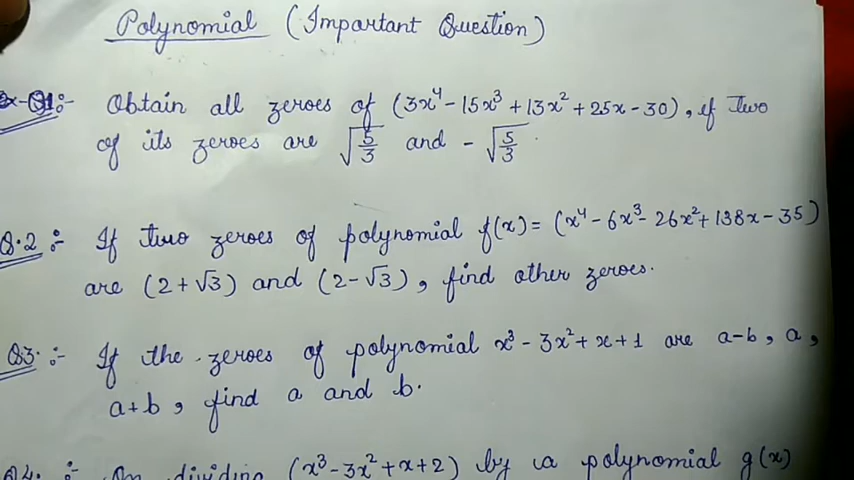 Polynomial (Important Question)
Q1:- Obtain all zeroes of (3x⁴ - 15x³ + 13x² + 25x - 30), if two
of its zeroes are √5/3 and - √5/3 .
Q.2 :- If two zeroes of polynomial f(x) = (x⁴ - 6x³ - 26x² + 138x - 35)
are (2+√3) and (2-√3), find other zeroes.
Q3. :- If the zeroes of polynomial x³ - 3x² + x + 1 are a-b, a,
a+b, find a and b.
Q4. :- On dividing (x³ - 3x² + x + 2) by a polynomial g(x)